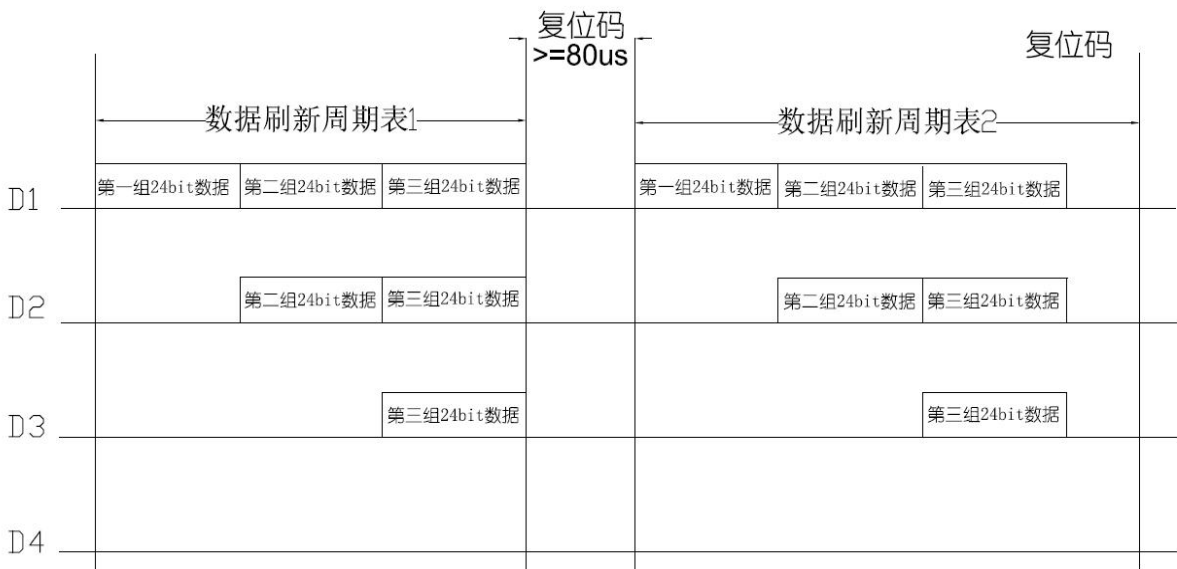 复位码
>=80us
复位码
数据刷新周期表1
数据刷新周期表2
D1
第一组24bit数据 第二组24bit数据 第三组24bit数据
第一组24bit数据 第二组24bit数据 第三组24bit数据
D2
第二组24bit数据 第三组24bit数据
第二组24bit数据 第三组24bit数据
D3
第三组24bit数据
第三组24bit数据
D4